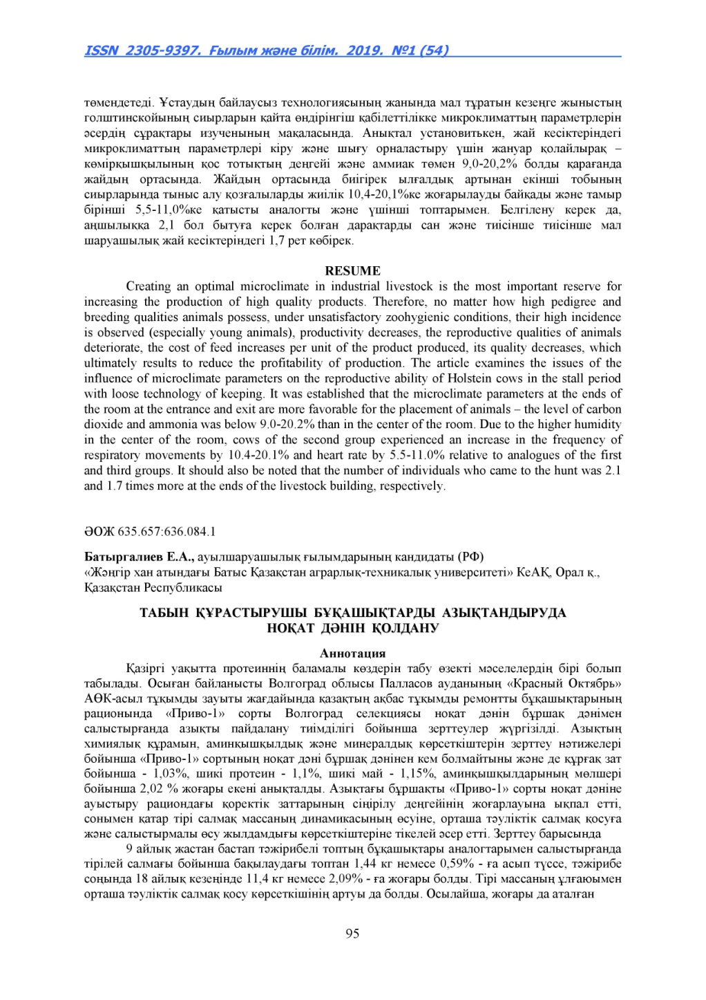 ISSN 2305-9397. Ғылым және білім. 2019. №1 (54)
төмендетеді. Ұстаудың байлаусыз технологиясының жанында мал тұратын кезеңге жыныстың
голштинскойының сиырларын қайта өндірінгіш қабілеттілікке микроклиматтың параметрлерін
әсердің сұрақтары изученының мақаласында. Анықтал установитькен, жай кесіктеріндегі
микроклиматтың параметрлері кіру және шығу орналастыру үшін жануар қолайлырақ –
көмірқышқылының қос тотықтың деңгейі және аммиак төмен 9,0-20,2% болды қарағанда
жайдың ортасында. Жайдың ортасында биігірек ылғалдық артынан екінші тобының
сиырларында тыныс алу қозғалыларды жиілік 10,4-20,1%ке жоғарылауды байқады және тамыр
бірінші 5,5-11,0%ке қатысты аналогты және үшінші топтарымен. Белгілену керек да,
аңшылыққа 2,1 бол бытуға керек болған дарақтарды сан және тиісінше тиісінше мал
шаруашылық жай кесіктеріндегі 1,7 рет көбірек.
RESUME
Creating an optimal microclimate in industrial livestock is the most important reserve for
increasing the production of high quality products. Therefore, no matter how high pedigree and
breeding qualities animals possess, under unsatisfactory zoohygienic conditions, their high incidence
is observed (especially young animals), productivity decreases, the reproductive qualities of animals
deteriorate, the cost of feed increases per unit of the product produced, its quality decreases, which
ultimately results to reduce the profitability of production. The article examines the issues of the
influence of microclimate parameters on the reproductive ability of Holstein cows in the stall period
with loose technology of keeping. It was established that the microclimate parameters at the ends of
the room at the entrance and exit are more favorable for the placement of animals – the level of carbon
dioxide and ammonia was below 9.0-20.2% than in the center of the room. Due to the higher humidity
in the center of the room, cows of the second group experienced an increase in the frequency of
respiratory movements by 10.4-20.1% and heart rate by 5.5-11.0% relative to analogues of the first
and third groups. It should also be noted that the number of individuals who came to the hunt was 2.1
and 1.7 times more at the ends of the livestock building, respectively.
ӘОЖ 635.657:636.084.1
Батыргалиев Е.А., ауылшаруашылық ғылымдарының кандидаты (РФ)
«Жәңгір хан атындағы Батыс Қазақстан аграрлық-техникалық университеті» КеАҚ, Орал қ.,
Қазақстан Республикасы
ТАБЫН ҚҰРАСТЫРУШЫ БҰҚАШЫҚТАРДЫ АЗЫҚТАНДЫРУДА
НОҚАТ ДӘНІН ҚОЛДАНУ
Аннотация
Қазіргі уақытта протеиннің баламалы көздерін табу өзекті мәселелердің бірі болып
табылады. Осыған байланысты Волгоград облысы Палласов ауданының «Красный Октябрь»
АӨК-асыл тұқымды зауыты жағдайында қазақтың ақбас тұқымды ремонтты бұқашықтарының
рационында «Приво-1» сорты Волгоград селекциясы ноқат дәнін бұршақ дәнімен
салыстырғанда азықты пайдалану тиімділігі бойынша зерттеулер жүргізілді. Азықтың
химиялық құрамын, аминқышқылдық және минералдық көрсеткіштерін зерттеу нәтижелері
бойынша «Приво-1» сортының ноқат дәні бұршақ дәнінен кем болмайтыны және де құрғақ зат
бойынша - 1,03%, шикі протеин - 1,1%, шикі май - 1,15%, аминқышқылдарының мөлшері
бойынша 2,02 % жоғары екені анықталды. Азықтағы бұршақты «Приво-1» сорты ноқат дәніне
ауыстыру рациондағы қоректік заттарының сіңірілу деңгейінің жоғарлауына ықпал етті,
сонымен қатар тірі салмақ массаның динамикасының өсуіне, орташа тәуліктік салмақ қосуға
және салыстырмалы өсу жылдамдығы көрсеткіштеріне тікелей әсер етті. Зерттеу барысында
9 айлық жастан бастап тәжірибелі топтың бұқашықтары аналогтарымен салыстырғанда
тірілей салмағы бойынша бақылаудағы топтан 1,44 кг немесе 0,59% - ға асып түссе, тәжірибе
соңында 18 айлық кезеңінде 11,4 кг немесе 2,09% - ға жоғары болды. Тірі массаның ұлғаюымен
орташа тәуліктік салмақ қосу көрсеткішінің артуы да болды. Осылайша, жоғары да аталған
95